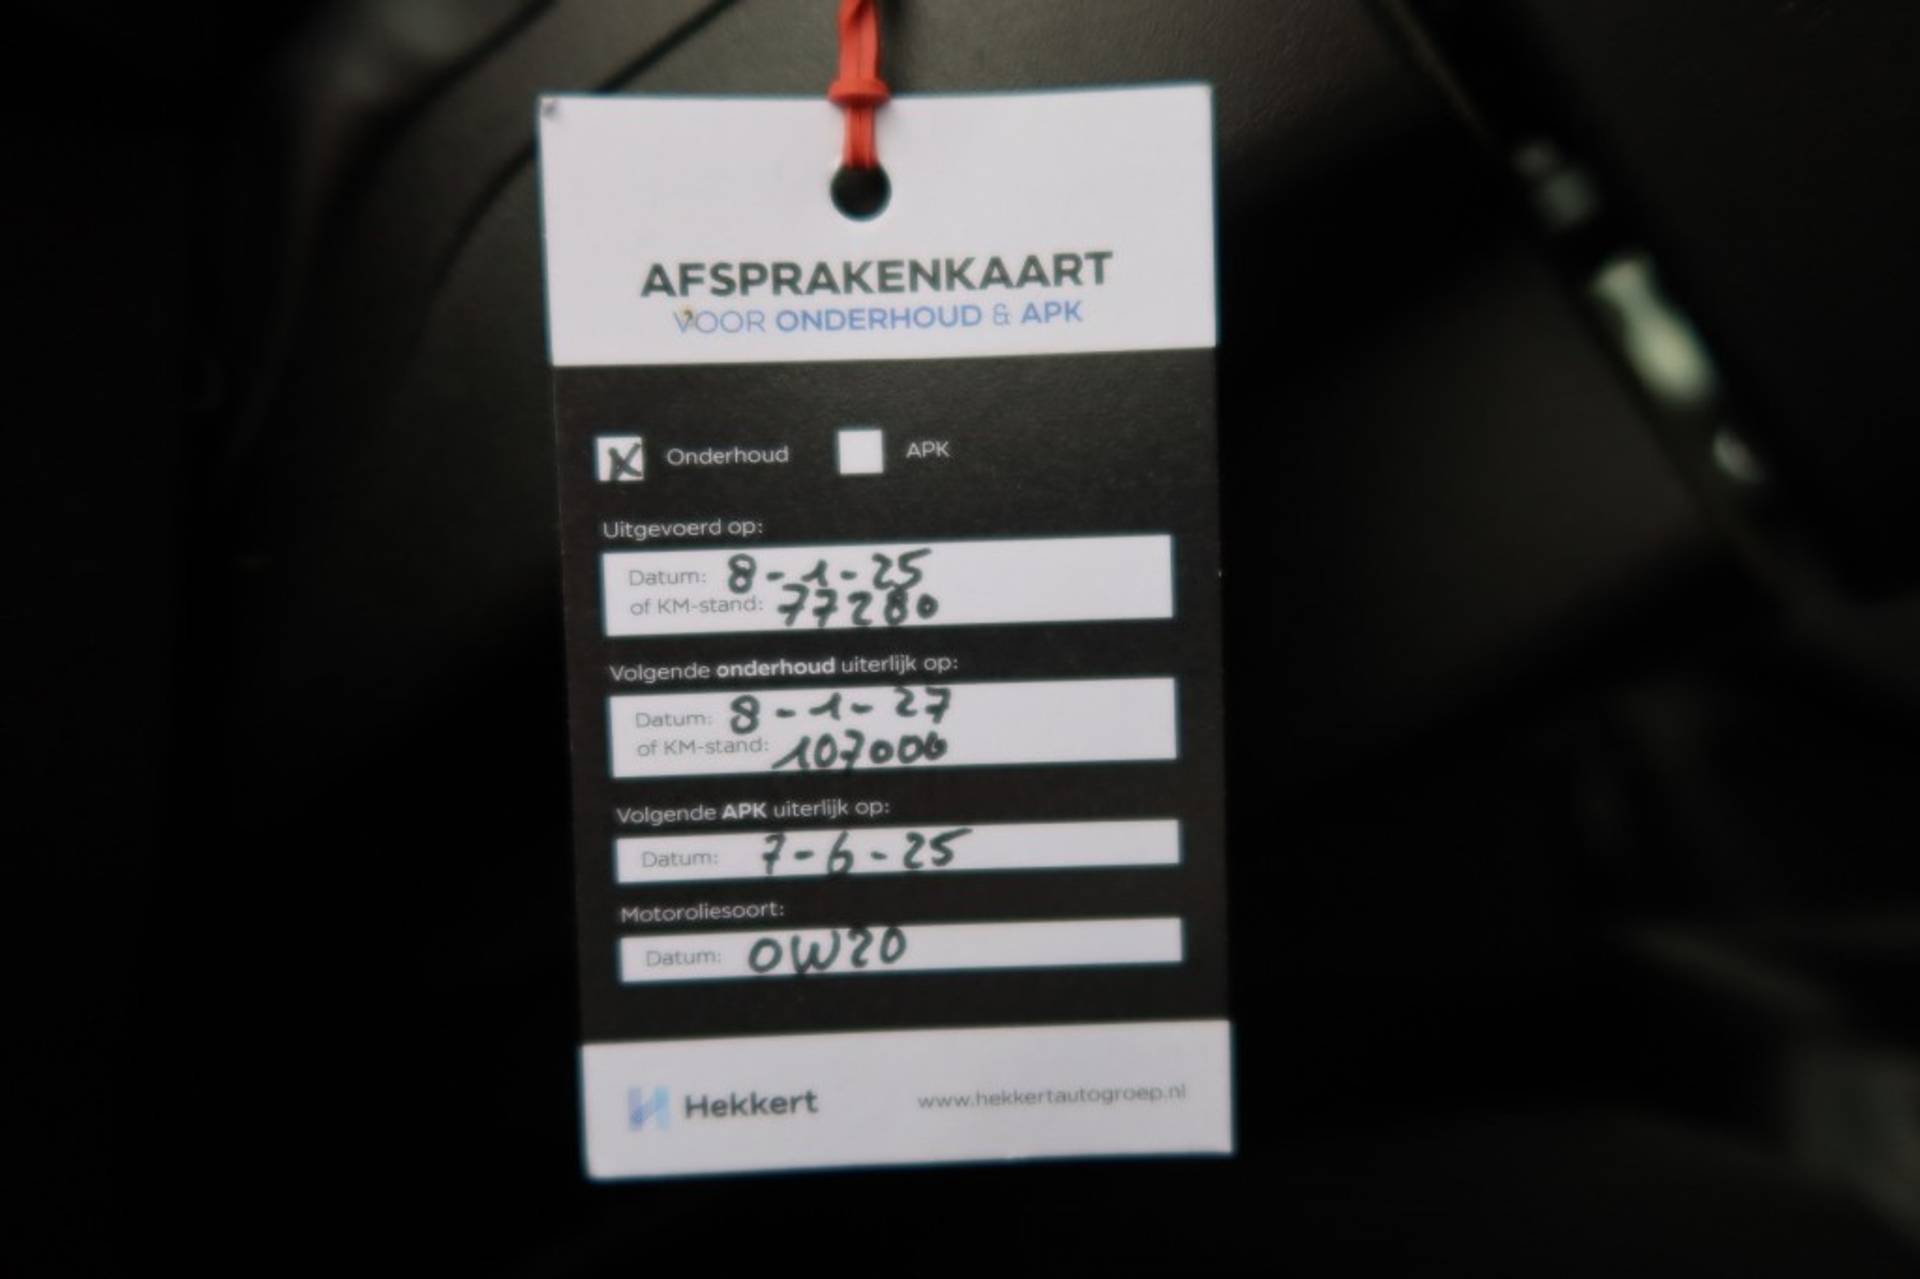 AFSPRAKENKAART
VOOR ONDERHOUD & APK
X Onderhoud APK
Uitgevoerd op:
Datum: 8-1-25
of KM-stand: 77280
Volgende onderhoud uiterlijk op:
Datum: 8-1-27
of KM-stand: 107000
Volgende APK uiterlijk op:
Datum: 7-6-25
Motoroliesoort:
Datum: 0W20
Hekkert www.hekkertautogroep.nl